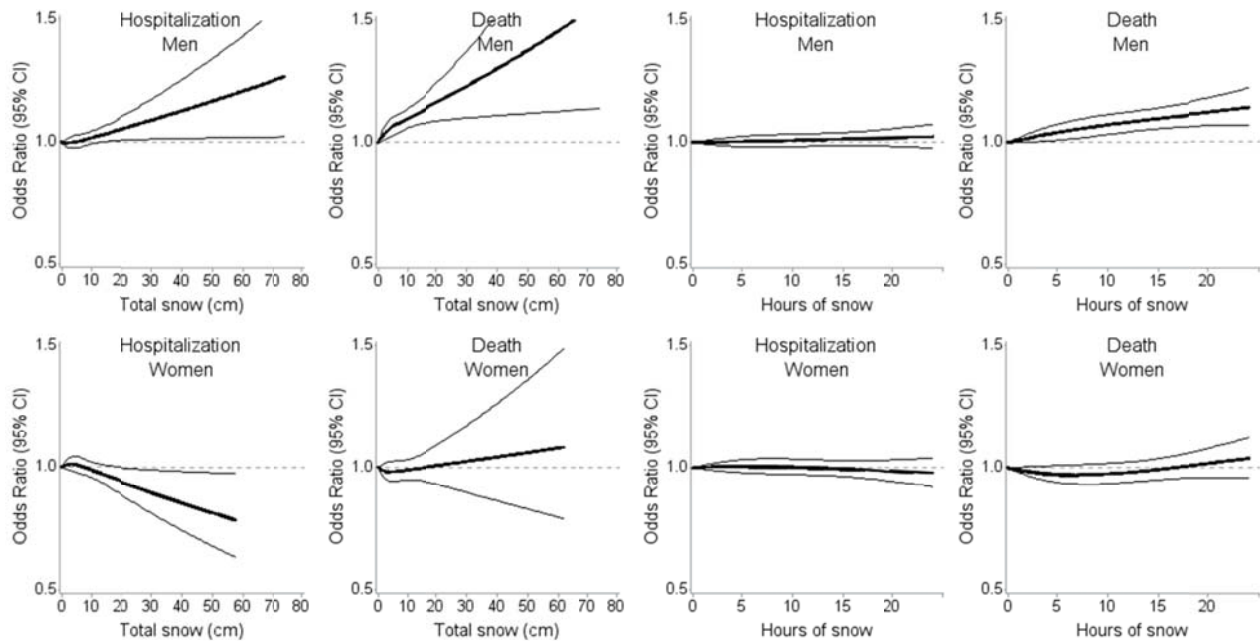 Hospitalization
Men
1.5
1.0
0.5
Odds Ratio (95% CI)
0 10 20 30 40 50 60 70 80
Total snow (cm)
Death
Men
1.5
1.0
0.5
Odds Ratio (95% CI)
0 10 20 30 40 50 60 70 80
Total snow (cm)
Hospitalization
Men
1.5
1.0
0.5
Odds Ratio (95% CI)
0 5 10 15 20
Hours of snow
Death
Men
1.5
1.0
0.5
Odds Ratio (95% CI)
0 5 10 15 20
Hours of snow
Hospitalization
Women
1.5
1.0
0.5
Odds Ratio (95% CI)
0 10 20 30 40 50 60 70 80
Total snow (cm)
Death
Women
1.5
1.0
0.5
Odds Ratio (95% CI)
0 10 20 30 40 50 60 70 80
Total snow (cm)
Hospitalization
Women
1.5
1.0
0.5
Odds Ratio (95% CI)
0 5 10 15 20
Hours of snow
Death
Women
1.5
1.0
0.5
Odds Ratio (95% CI)
0 5 10 15 20
Hours of snow